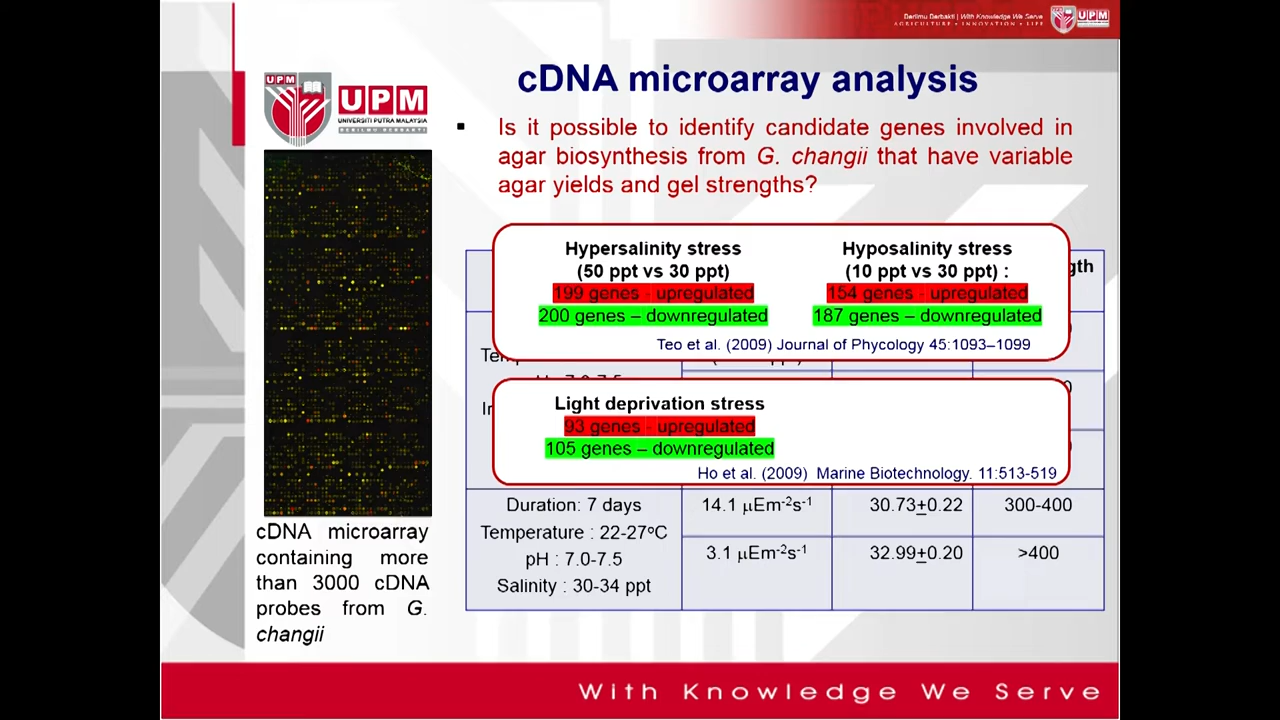 Berilmu Berbakti | With Knowledge We Serve
AGRICULTURE • INNOVATION • LIFE
UPM
UPM
UPM
UNIVERSITI PUTRA MALAYSIA
BERILMU BERBAKTI
cDNA microarray analysis
▪ Is it possible to identify candidate genes involved in
agar biosynthesis from G. changii that have variable
agar yields and gel strengths?
Hypersalinity stress
(50 ppt vs 30 ppt)
199 genes - upregulated
200 genes – downregulated
Hyposalinity stress
(10 ppt vs 30 ppt) :
154 genes - upregulated
187 genes – downregulated
Teo et al. (2009) Journal of Phycology 45:1093–1099
Light deprivation stress
93 genes - upregulated
105 genes – downregulated
Ho et al. (2009) Marine Biotechnology. 11:513-519
Duration: 7 days
Temperature : 22-27ºC
pH : 7.0-7.5
Salinity : 30-34 ppt
14.1 µEm⁻²s⁻¹
30.73+0.22
300-400
3.1 µEm⁻²s⁻¹
32.99+0.20
>400
cDNA microarray
containing more
than 3000 cDNA
probes from G.
changii
With Knowledge We Serve